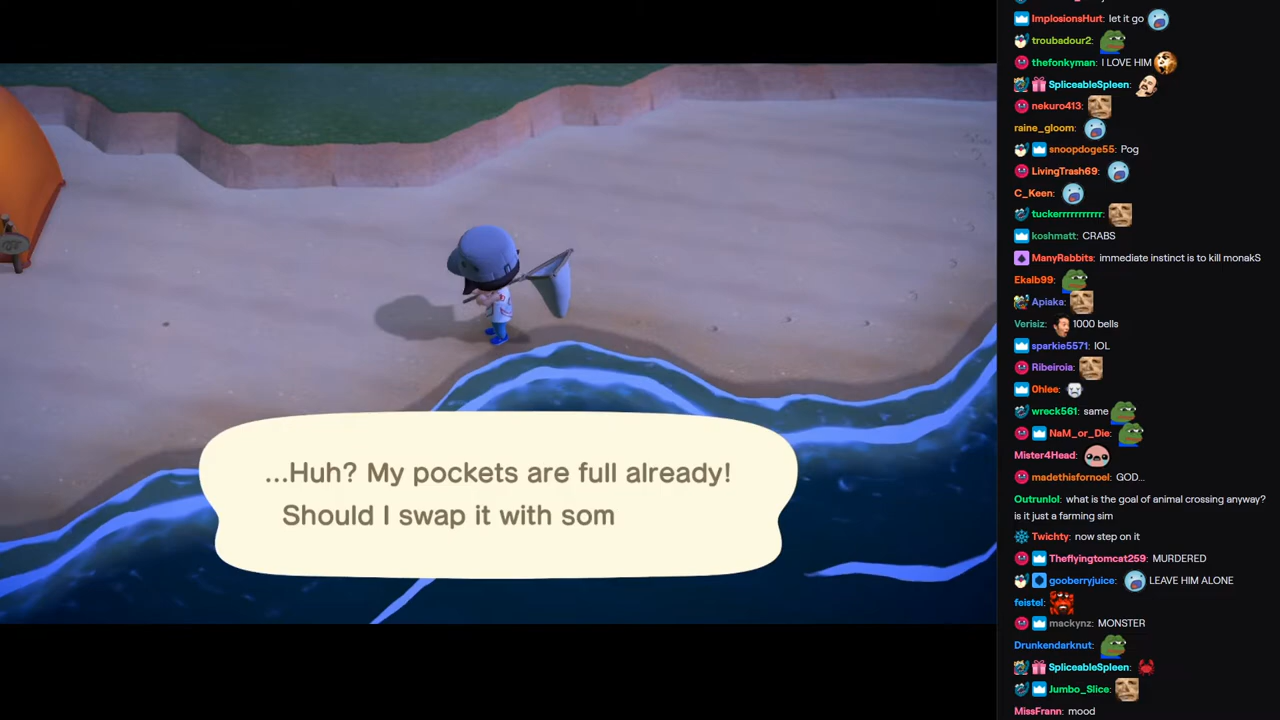 ImplosionsHurt: let it go
troubadour2:
thefonkyman: I LOVE HIM
SpliceableSpleen:
nekuro413:
raine_gloom:
snoopdoge55: Pog
LivingTrash69:
C_Keen:
tuckerrrrrrrrrr:
koshmatt: CRABS
ManyRabbits: immediate instinct is to kill monakS
Ekalb99:
Apiaka:
Verisiz: 1000 bells
sparkie5571: lOL
Ribeiroia:
0hlee:
wreck561: same
NaM_or_Die:
Mister4Head:
madethisfornoel: GOD...
Outrunlol: what is the goal of animal crossing anyway?
is it just a farming sim
Twichty: now step on it
Theflyingtomcat259: MURDERED
gooberryjuice: LEAVE HIM ALONE
feistel:
mackynz: MONSTER
Drunkendarknut:
SpliceableSpleen:
Jumbo_Slice:
MissFrann: mood
...Huh? My pockets are full already!
Should I swap it with som